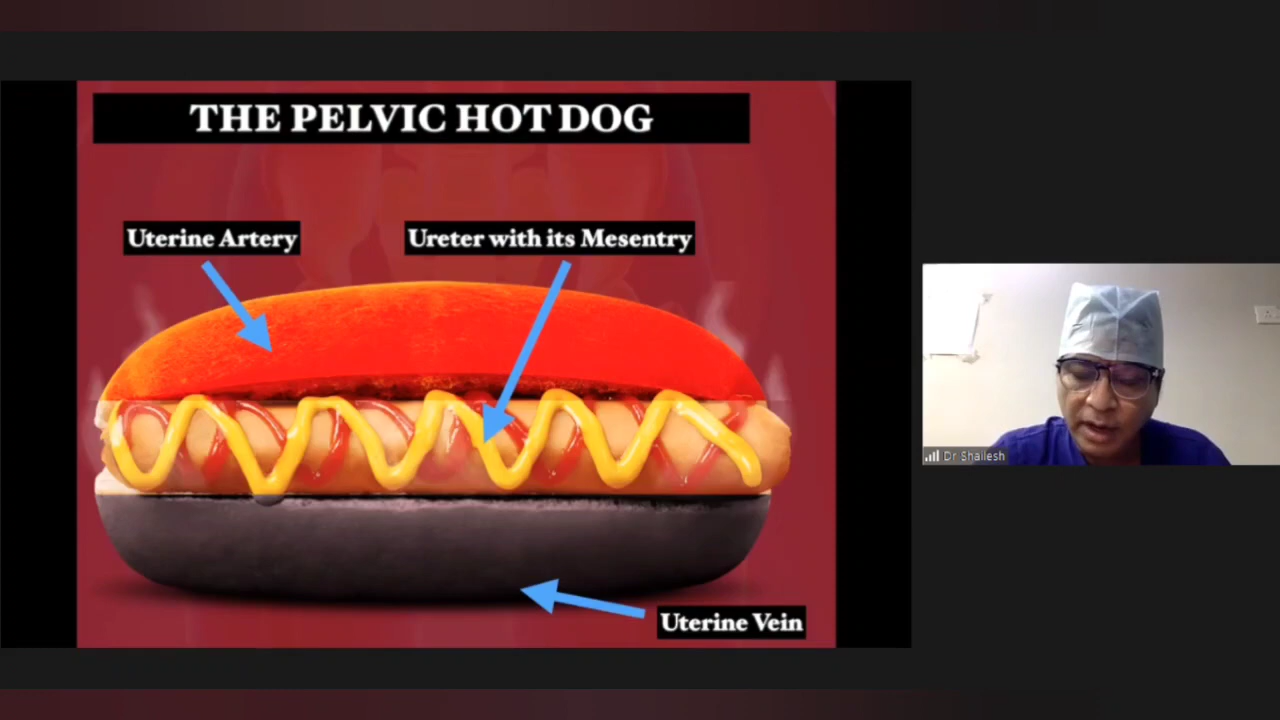 THE PELVIC HOT DOG
Uterine Artery
Ureter with its Mesentry
Uterine Vein
Dr Shailesh